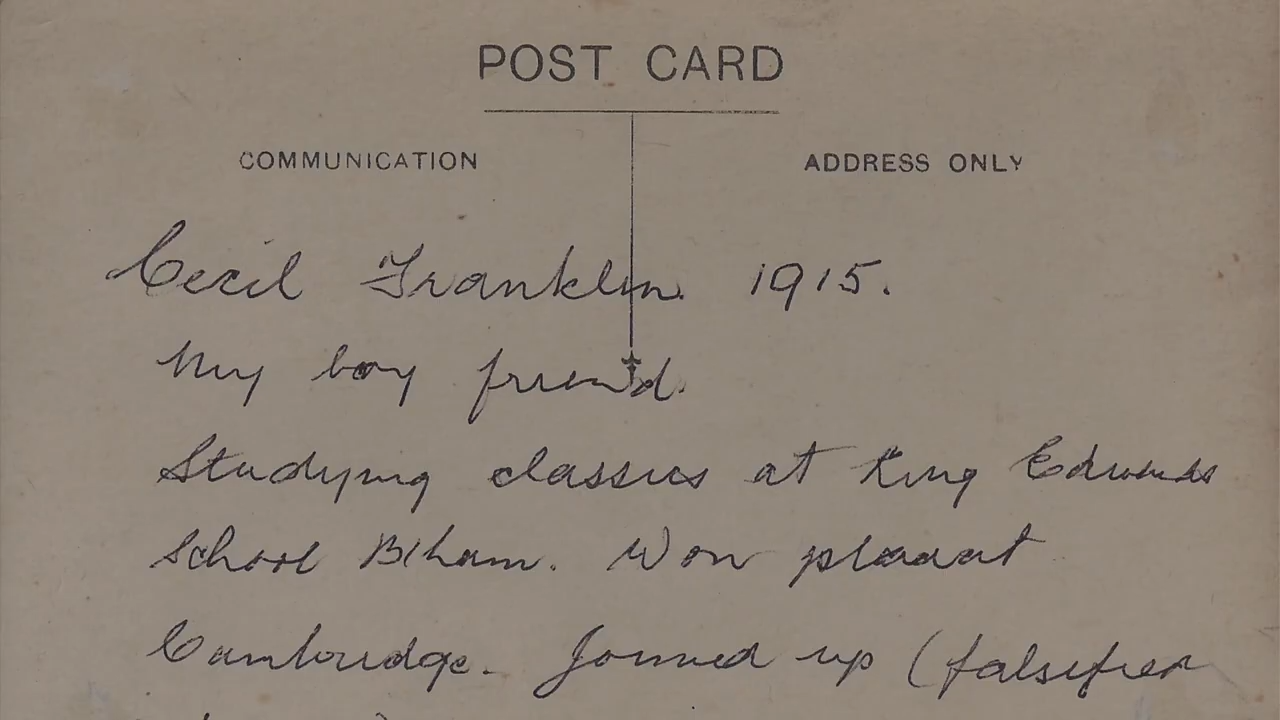 POST CARD
COMMUNICATION ADDRESS ONLY
Cecil Franklin. 1915.
My boy friend.
Studying classics at King Edwards
School B'ham. Won place at
Cambridge. Joined up (falsified